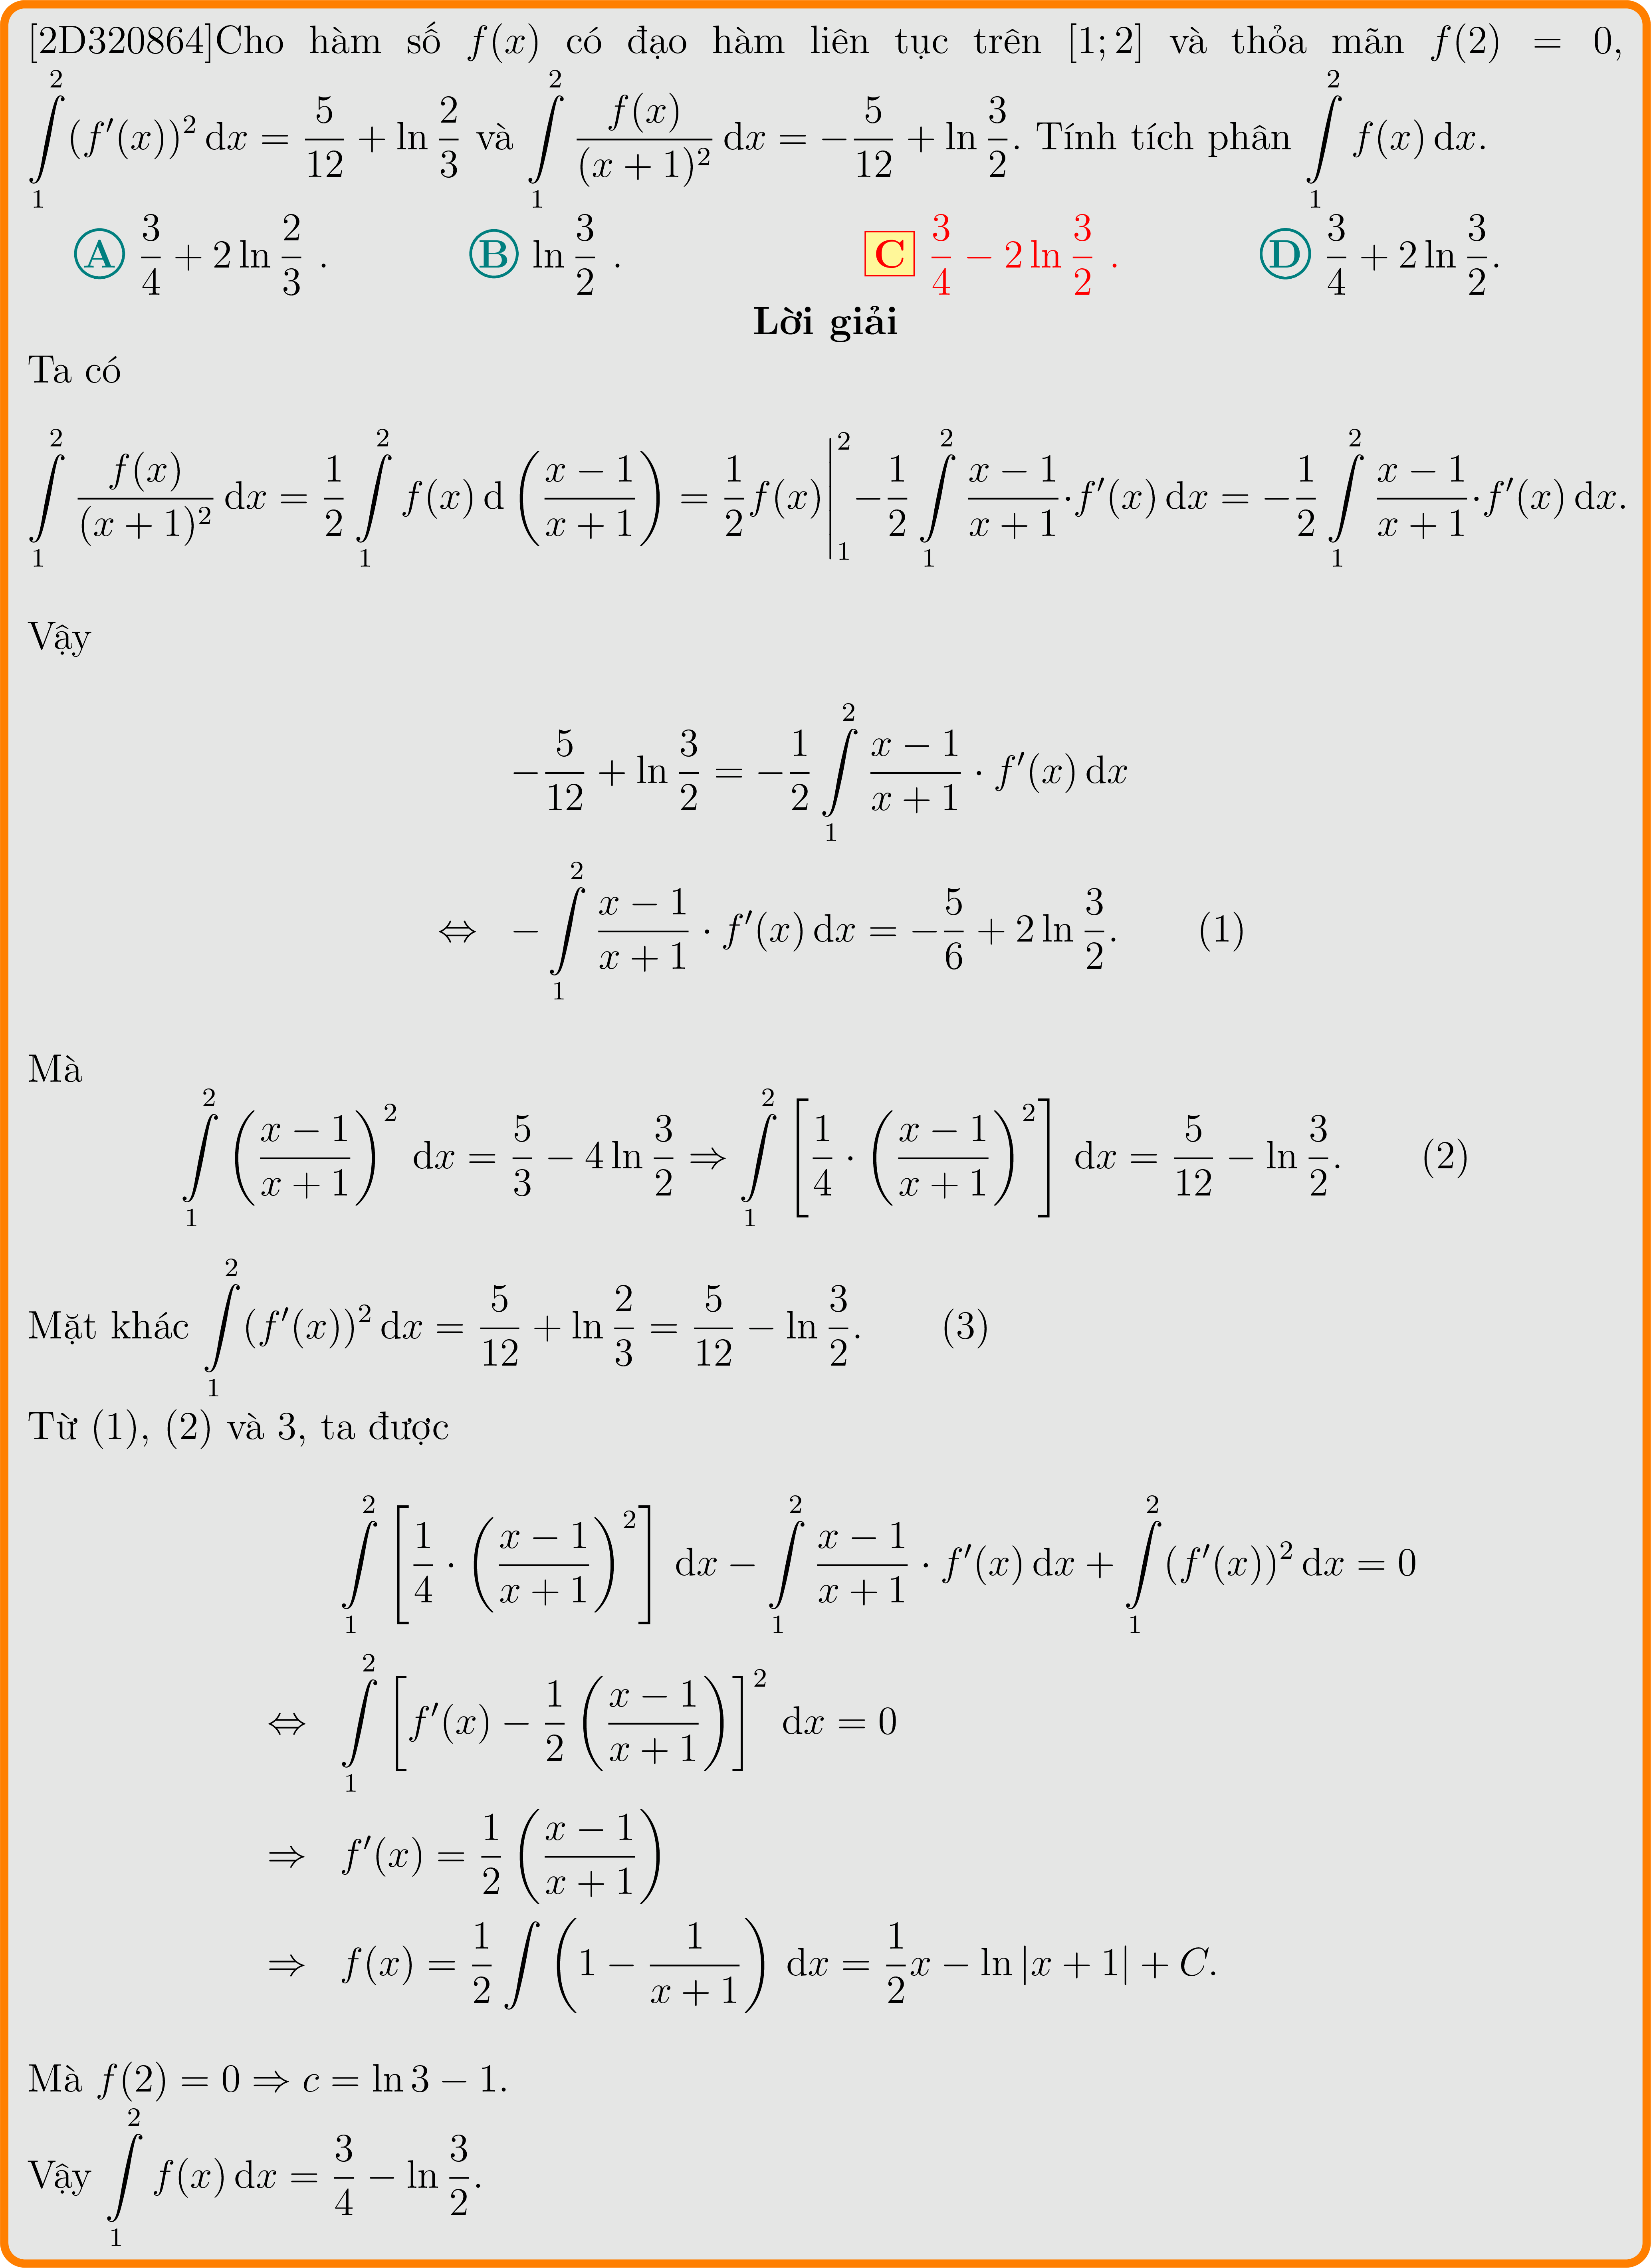 [2D320864]Cho hàm số f(x) có đạo hàm liên tục trên [1; 2] và thỏa mãn f(2) = 0,
∫₁² (f′(x))² dx = 5/12 + ln 2/3 và ∫₁² f(x)/(x + 1)² dx = −5/12 + ln 3/2. Tính tích phân ∫₁² f(x) dx.
A 3/4 + 2 ln 2/3 . B ln 3/2 . C 3/4 − 2 ln 3/2 . D 3/4 + 2 ln 3/2.
Lời giải
Ta có
∫₁² f(x)/(x + 1)² dx = 1/2 ∫₁² f(x) d((x − 1)/(x + 1)) = 1/2 f(x)|₁² − 1/2 ∫₁² (x − 1)/(x + 1) · f′(x) dx = −1/2 ∫₁² (x − 1)/(x + 1) · f′(x) dx.
Vậy
−5/12 + ln 3/2 = −1/2 ∫₁² (x − 1)/(x + 1) · f′(x) dx
⇔ − ∫₁² (x − 1)/(x + 1) · f′(x) dx = −5/6 + 2 ln 3/2. (1)
Mà
∫₁² ((x − 1)/(x + 1))² dx = 5/3 − 4 ln 3/2 ⇒ ∫₁² [1/4 · ((x − 1)/(x + 1))²] dx = 5/12 − ln 3/2. (2)
Mặt khác ∫₁² (f′(x))² dx = 5/12 + ln 2/3 = 5/12 − ln 3/2. (3)
Từ (1), (2) và 3, ta được
∫₁² [1/4 · ((x − 1)/(x + 1))²] dx − ∫₁² (x − 1)/(x + 1) · f′(x) dx + ∫₁² (f′(x))² dx = 0
⇔ ∫₁² [f′(x) − 1/2 ((x − 1)/(x + 1))]² dx = 0
⇒ f′(x) = 1/2 ((x − 1)/(x + 1))
⇒ f(x) = 1/2 ∫ (1 − 1/(x + 1)) dx = 1/2 x − ln |x + 1| + C.
Mà f(2) = 0 ⇒ c = ln 3 − 1.
Vậy ∫₁² f(x) dx = 3/4 − ln 3/2.